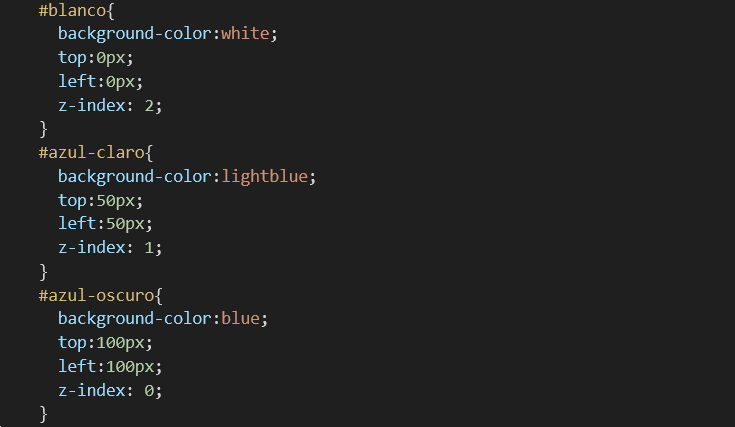 #blanco{
  background-color:white;
  top:0px;
  left:0px;
  z-index: 2;
}
#azul-claro{
  background-color:lightblue;
  top:50px;
  left:50px;
  z-index: 1;
}
#azul-oscuro{
  background-color:blue;
  top:100px;
  left:100px;
  z-index: 0;
}